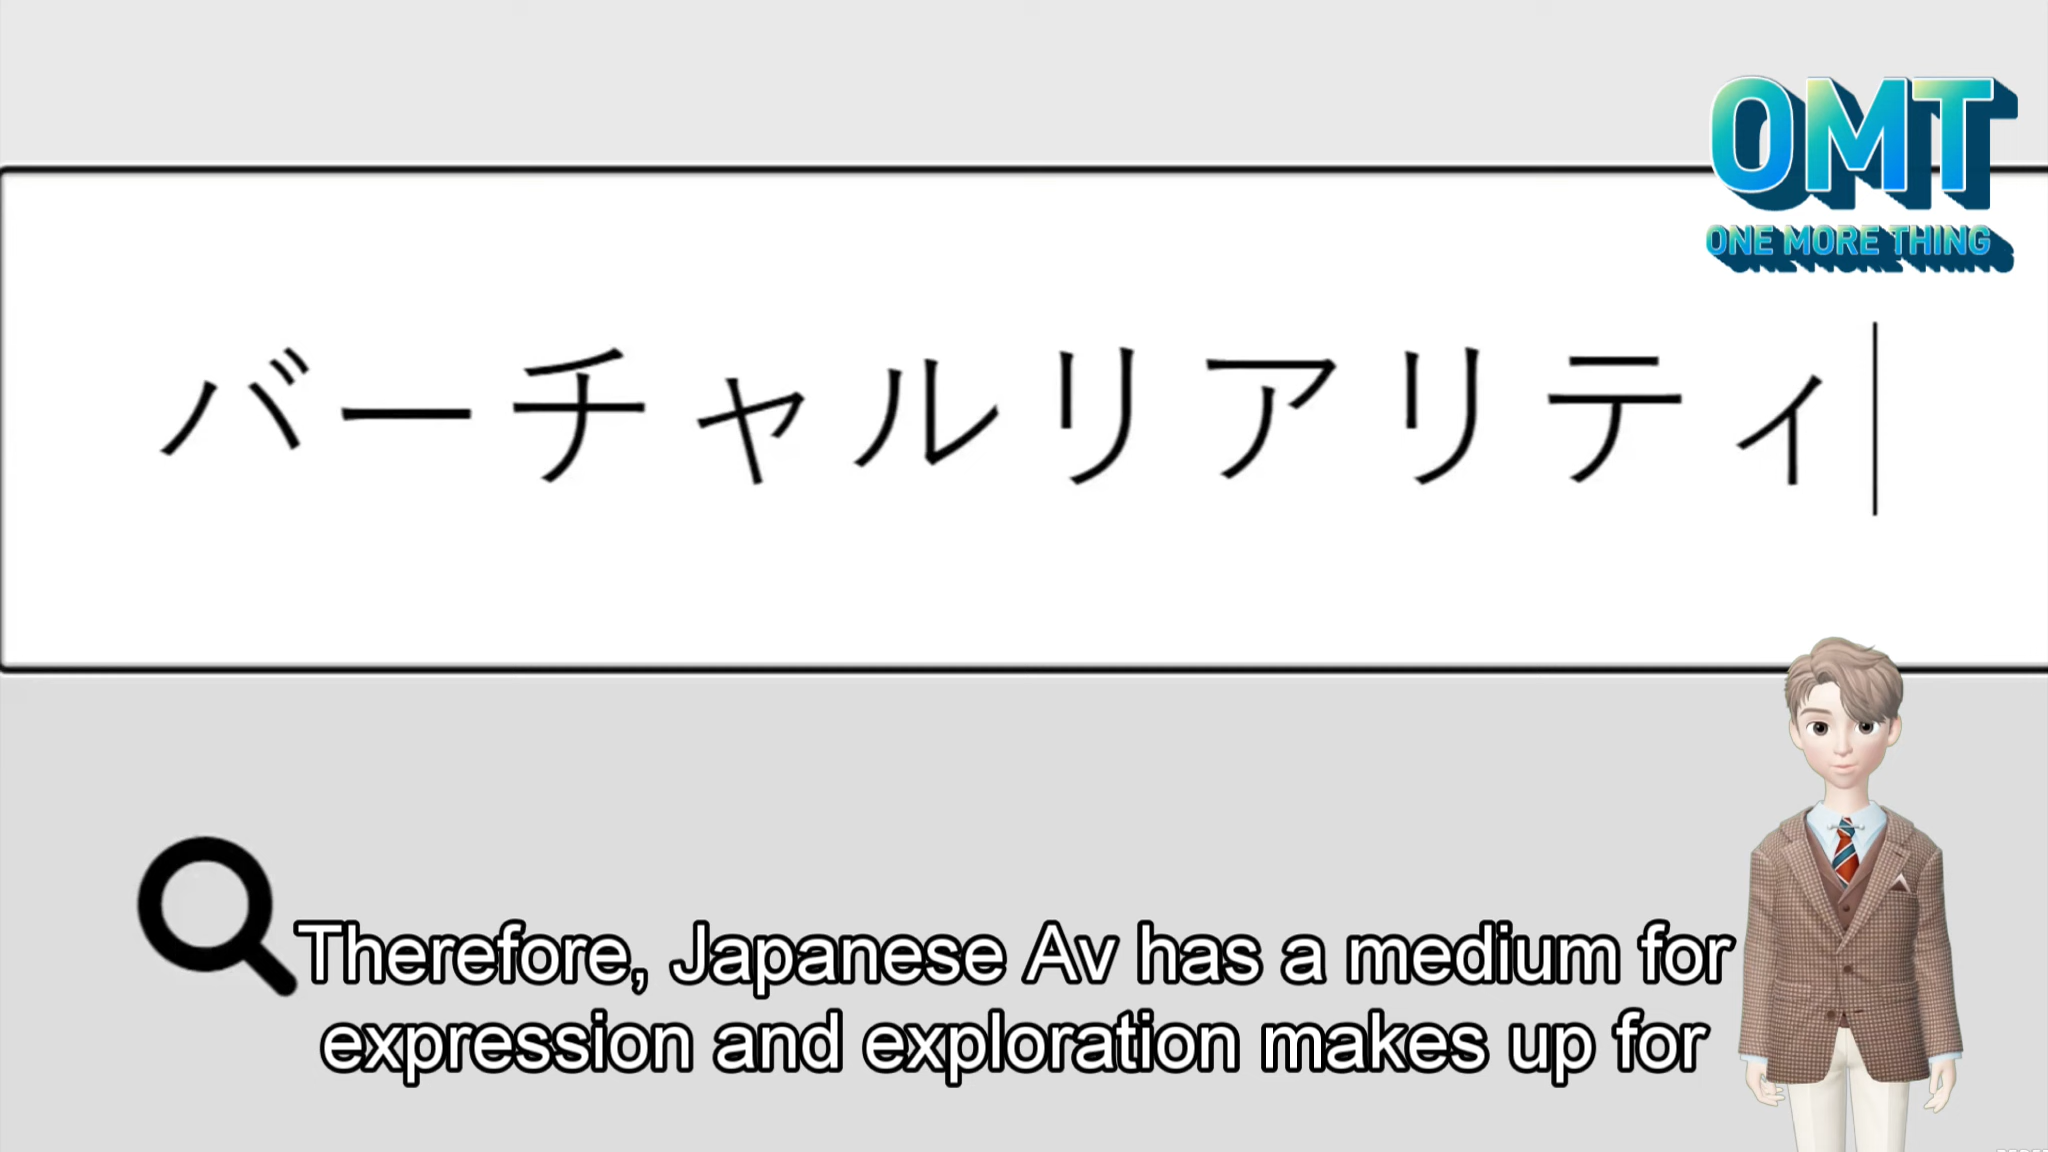 OMT
ONE MORE THING
バーチャルリアリティ
Therefore, Japanese Av has a medium for
expression and exploration makes up for